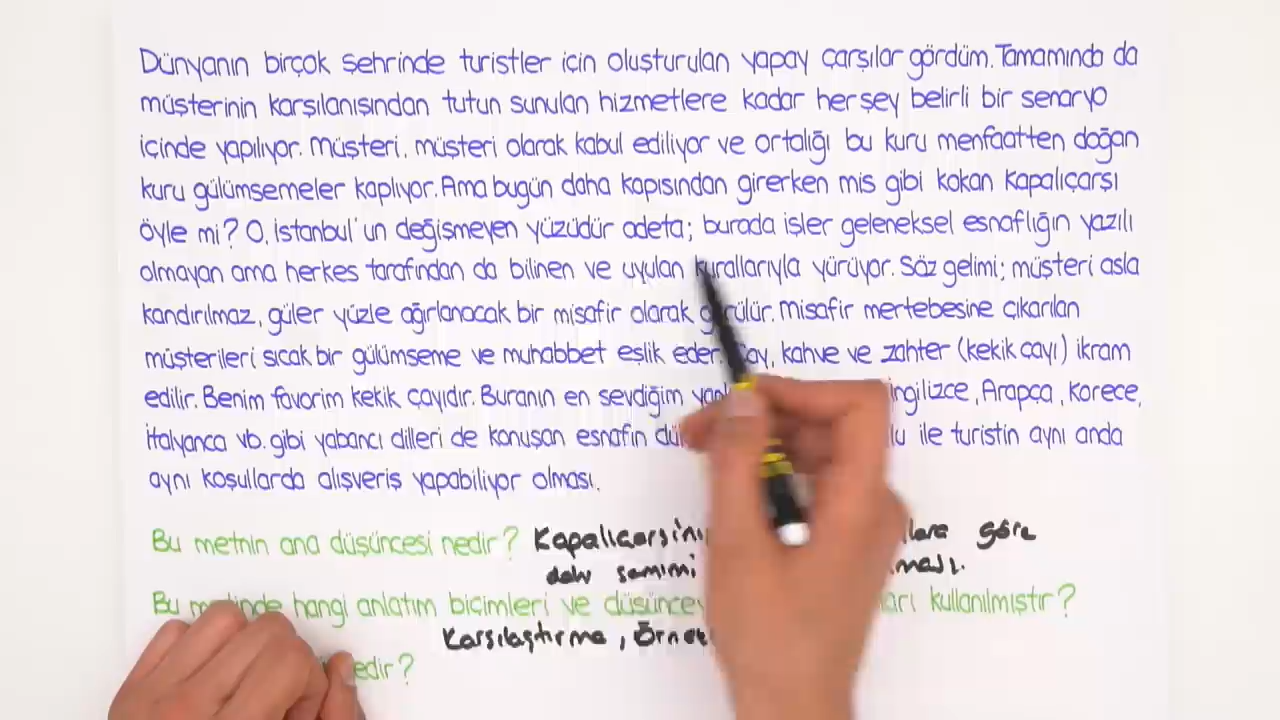 Dünyanın birçok şehrinde turistler için oluşturulan yapay çarşılar gördüm. Tamamında da
müşterinin karşılanışından tutun sunulan hizmetlere kadar herşey belirli bir senaryo
içinde yapılıyor. Müşteri, müşteri olarak kabul ediliyor ve ortalığı bu kuru menfaatten doğan
kuru gülümsemeler kaplıyor. Ama bugün daha kapısından girerken mis gibi kokan Kapalıçarşı
öyle mi? O, İstanbul'un değişmeyen yüzüdür adeta; burada işler geleneksel esnaflığın yazılı
olmayan ama herkes tarafından da bilinen ve uyulan kurallarıyla yürüyor. Söz gelimi; müşteri asla
kandırılmaz, güler yüzle ağırlanacak bir misafir olarak görülür. Misafir mertebesine çıkarılan
müşterileri sıcak bir gülümseme ve muhabbet eşlik eder. Çay, kahve ve zahter (kekik çayı) ikram
edilir. Benim favorim kekik çayıdır. Buranın en sevdiğim İngilizce, Arapça, Korece,
İtalyanca vb. gibi yabancı dilleri de konuşan esnafın ile turistin aynı anda
aynı koşullarda alışveriş yapabiliyor olması.
Bu metnin ana düşüncesi nedir? Kapalıçarşı'nı göre
daha samimi
Bu hangi anlatım biçimleri ve düşünce kullanılmıştır?
Karşılaştırma,
edir?